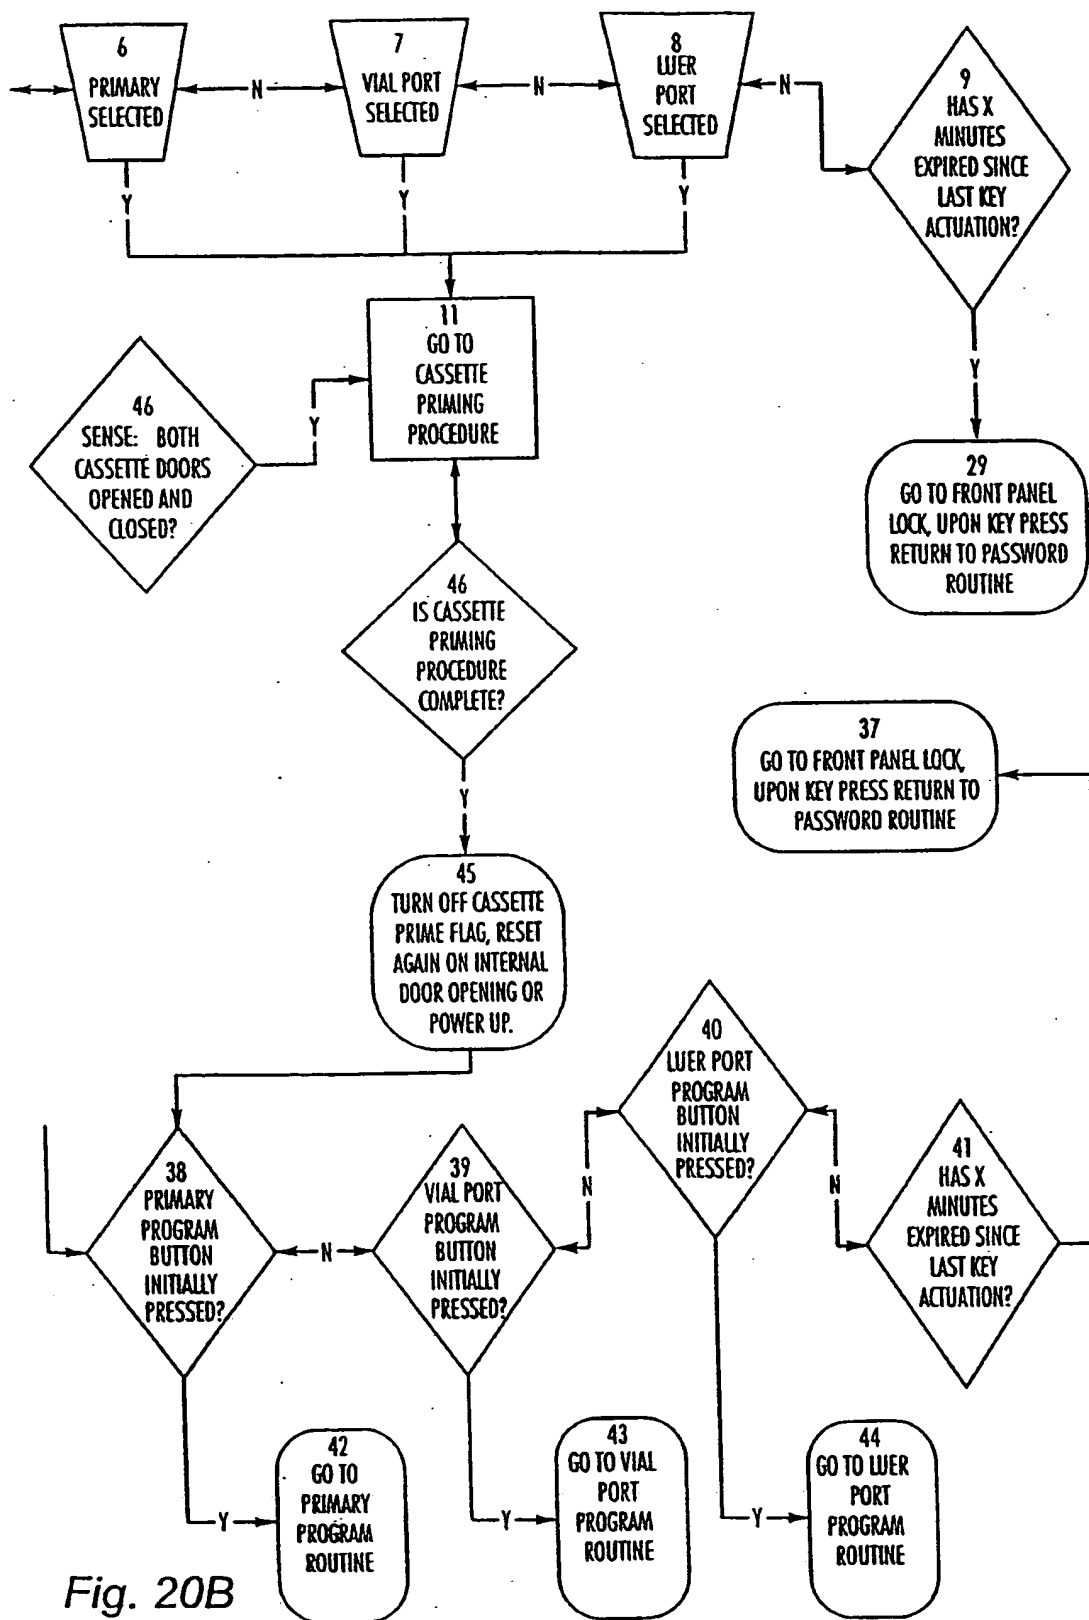 6
PRIMARY
SELECTED
N
7
VIAL PORT
SELECTED
N
8
LUER
PORT
SELECTED
N
9
HAS X
MINUTES
EXPIRED SINCE
LAST KEY
ACTUATION?
Y
Y
Y
11
GO TO
CASSETTE
PRIMING
PROCEDURE
Y
46
SENSE: BOTH
CASSETTE DOORS
OPENED AND
CLOSED?
Y
29
GO TO FRONT PANEL
LOCK, UPON KEY PRESS
RETURN TO PASSWORD
ROUTINE
46
IS CASSETTE
PRIMING
PROCEDURE
COMPLETE?
37
GO TO FRONT PANEL LOCK,
UPON KEY PRESS RETURN TO
PASSWORD ROUTINE
Y
45
TURN OFF CASSETTE
PRIME FLAG, RESET
AGAIN ON INTERNAL
DOOR OPENING OR
POWER UP.
38
PRIMARY
PROGRAM
BUTTON
INITIALLY
PRESSED?
N
39
VIAL PORT
PROGRAM
BUTTON
INITIALLY
PRESSED?
N
40
LUER PORT
PROGRAM
BUTTON
INITIALLY
PRESSED?
N
41
HAS X
MINUTES
EXPIRED SINCE
LAST KEY
ACTUATION?
Y
42
GO TO
PRIMARY
PROGRAM
ROUTINE
Y
43
GO TO VIAL
PORT
PROGRAM
ROUTINE
Y
44
GO TO LUER
PORT
PROGRAM
ROUTINE
Fig. 20B